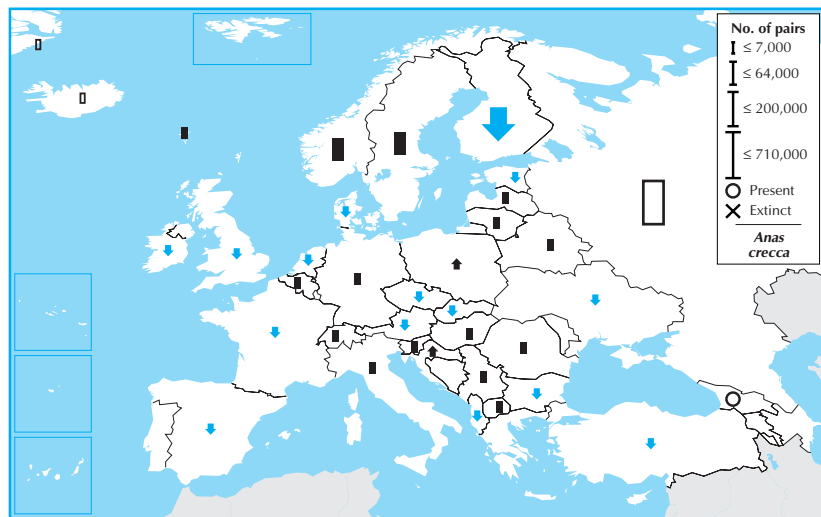 No. of pairs
≤ 7,000
≤ 64,000
≤ 200,000
≤ 710,000
Present
Extinct
Anas
crecca